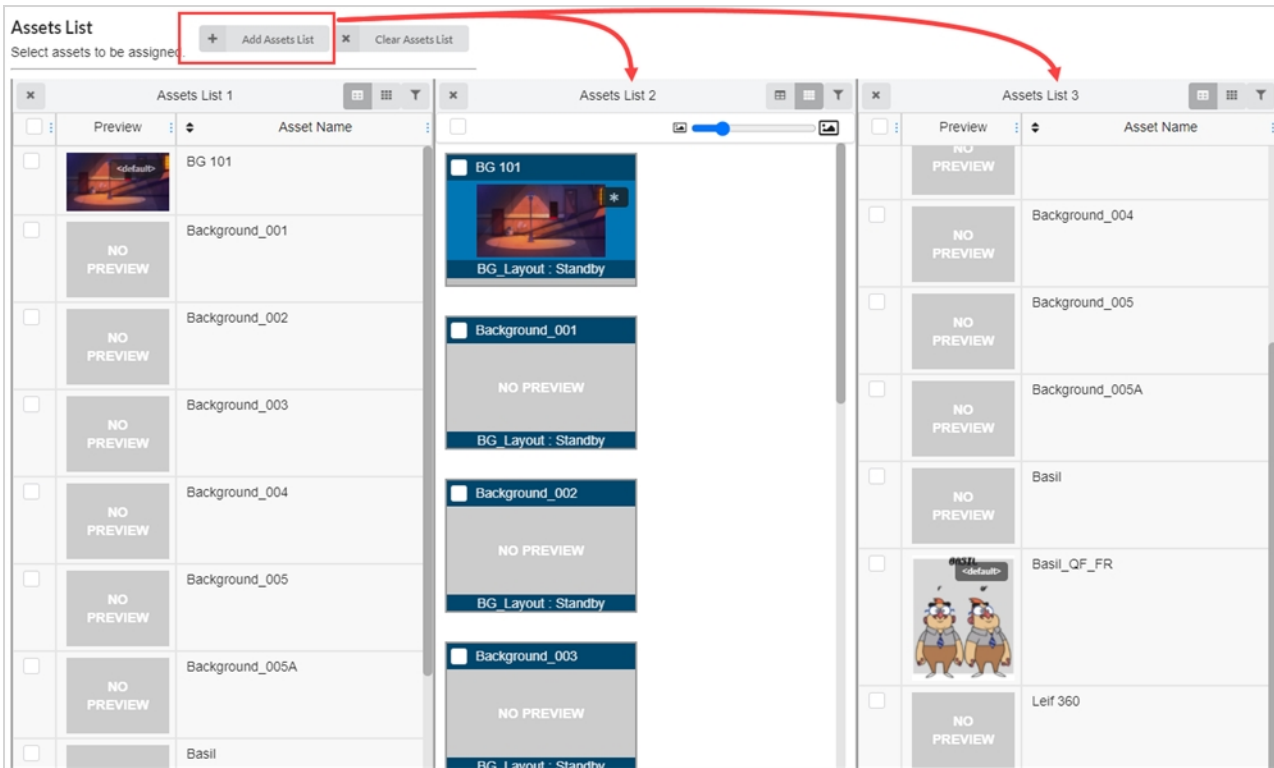 Assets List
Select assets to be assigned.
+ Add Assets List
× Clear Assets List
× Assets List 1
Preview Asset Name
<default> BG 101
NO
PREVIEW
Background_001
NO
PREVIEW
Background_002
NO
PREVIEW
Background_003
NO
PREVIEW
Background_004
NO
PREVIEW
Background_005
NO
PREVIEW
Background_005A
Basil
× Assets List 2
BG 101
*
BG_Layout : Standby
Background_001
NO PREVIEW
BG_Layout : Standby
Background_002
NO PREVIEW
BG_Layout : Standby
Background_003
NO PREVIEW
BG_Layout : Standby
× Assets List 3
Preview Asset Name
NO
PREVIEW
Background_004
NO
PREVIEW
Background_005
NO
PREVIEW
Background_005A
NO
PREVIEW
Basil
NO
PREVIEW
Basil_QF_FR
BASIL
<default>
Leif 360
NO
PREVIEW